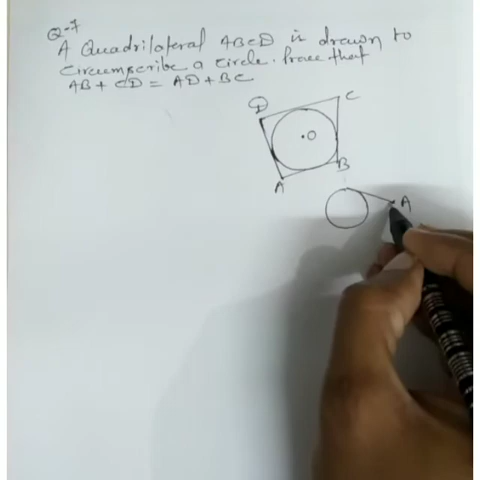 Q-7
A Quadrilateral ABCD is drawn to
circumscribe a circle. Prove that
AB + CD = AD + BC
D
C
O
B
A
A